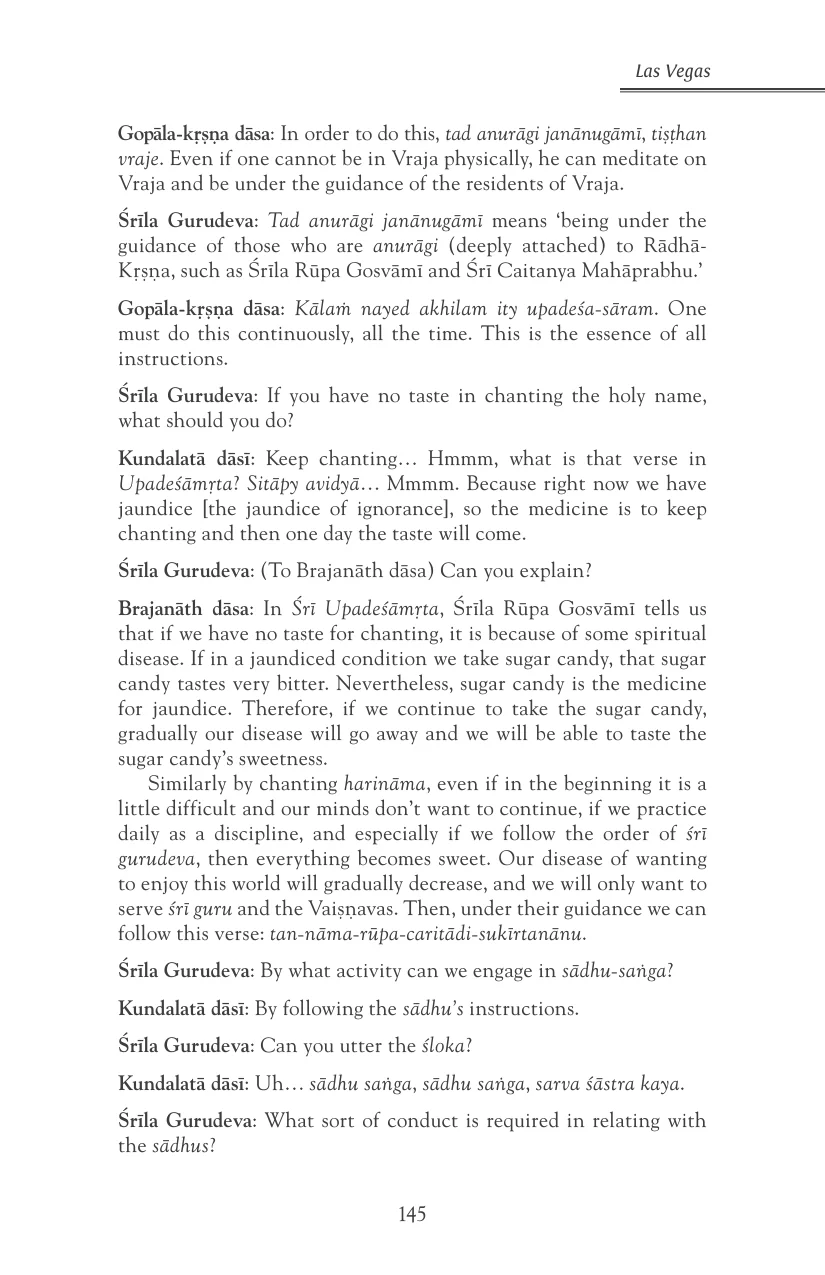 Las Vegas
Gopāla-kṛṣṇa dāsa: In order to do this, tad anurāgi janānugāmī, tiṣṭhan
vraje. Even if one cannot be in Vraja physically, he can meditate on
Vraja and be under the guidance of the residents of Vraja.
Śrīla Gurudeva: Tad anurāgi janānugāmī means ‘being under the
guidance of those who are anurāgi (deeply attached) to Rādhā-
Kṛṣṇa, such as Śrīla Rūpa Gosvāmī and Śrī Caitanya Mahāprabhu.’
Gopāla-kṛṣṇa dāsa: Kālaṁ nayed akhilam ity upadeśa-sāram. One
must do this continuously, all the time. This is the essence of all
instructions.
Śrīla Gurudeva: If you have no taste in chanting the holy name,
what should you do?
Kundalatā dāsī: Keep chanting… Hmmm, what is that verse in
Upadeśāmṛta? Sitāpy avidyā… Mmmm. Because right now we have
jaundice [the jaundice of ignorance], so the medicine is to keep
chanting and then one day the taste will come.
Śrīla Gurudeva: (To Brajanāth dāsa) Can you explain?
Brajanāth dāsa: In Śrī Upadeśāmṛta, Śrīla Rūpa Gosvāmī tells us
that if we have no taste for chanting, it is because of some spiritual
disease. If in a jaundiced condition we take sugar candy, that sugar
candy tastes very bitter. Nevertheless, sugar candy is the medicine
for jaundice. Therefore, if we continue to take the sugar candy,
gradually our disease will go away and we will be able to taste the
sugar candy’s sweetness.
Similarly by chanting harināma, even if in the beginning it is a
little difficult and our minds don’t want to continue, if we practice
daily as a discipline, and especially if we follow the order of śrī
gurudeva, then everything becomes sweet. Our disease of wanting
to enjoy this world will gradually decrease, and we will only want to
serve śrī guru and the Vaiṣṇavas. Then, under their guidance we can
follow this verse: tan-nāma-rūpa-caritādi-sukīrtanānu.
Śrīla Gurudeva: By what activity can we engage in sādhu-saṅga?
Kundalatā dāsī: By following the sādhu’s instructions.
Śrīla Gurudeva: Can you utter the śloka?
Kundalatā dāsī: Uh… sādhu saṅga, sādhu saṅga, sarva śāstra kaya.
Śrīla Gurudeva: What sort of conduct is required in relating with
the sādhus?
145